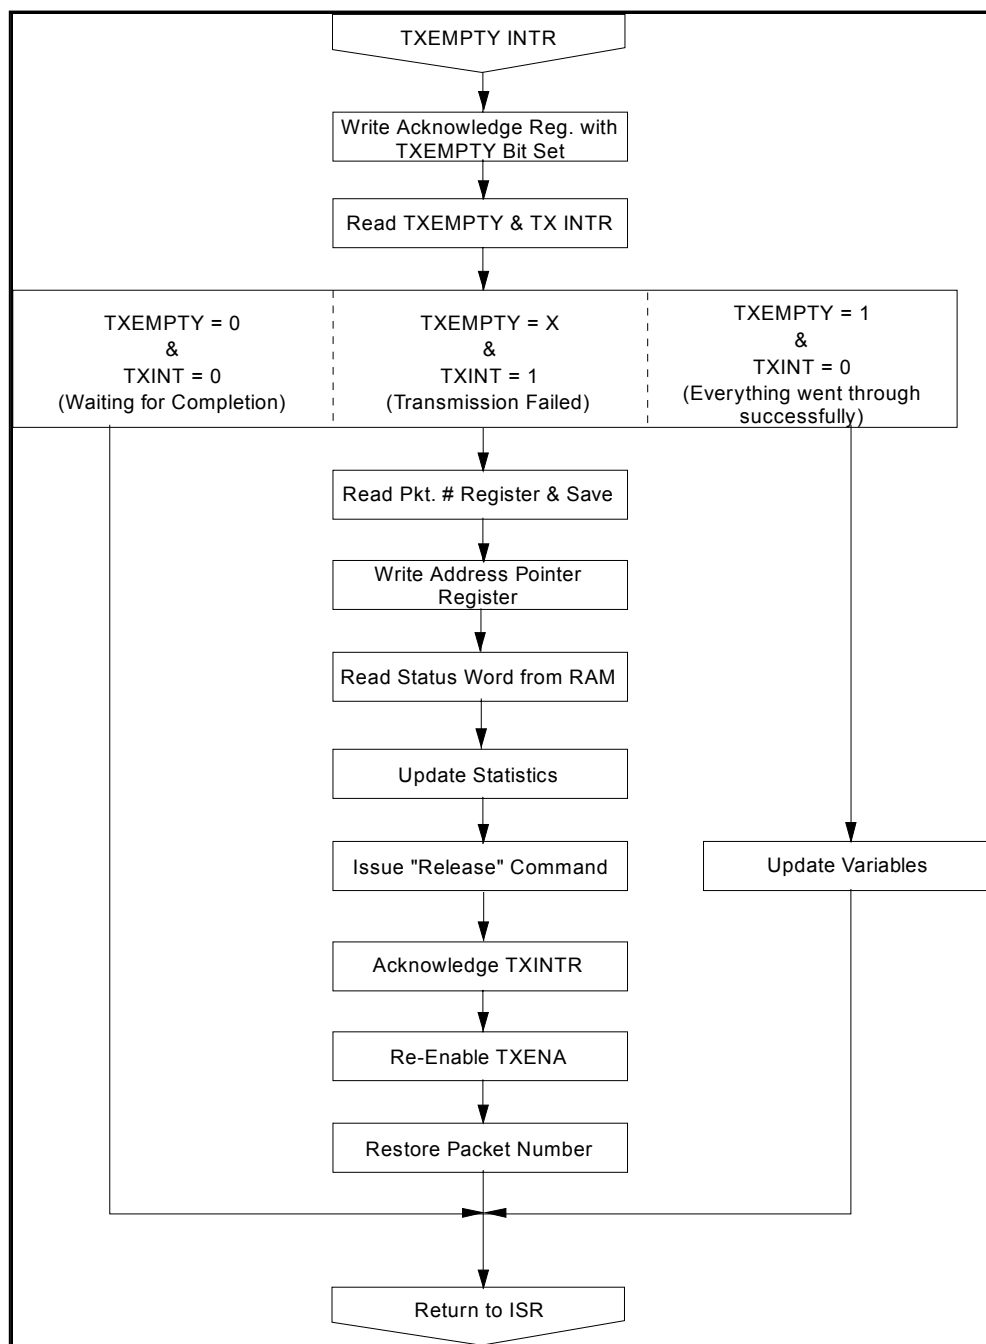 TXEMPTY INTR
Write Acknowledge Reg. with
TXEMPTY Bit Set
Read TXEMPTY & TX INTR
TXEMPTY = 0
&
TXINT = 0
(Waiting for Completion)
TXEMPTY = X
&
TXINT = 1
(Transmission Failed)
TXEMPTY = 1
&
TXINT = 0
(Everything went through
successfully)
Read Pkt. # Register & Save
Write Address Pointer
Register
Read Status Word from RAM
Update Statistics
Issue "Release" Command
Update Variables
Acknowledge TXINTR
Re-Enable TXENA
Restore Packet Number
Return to ISR